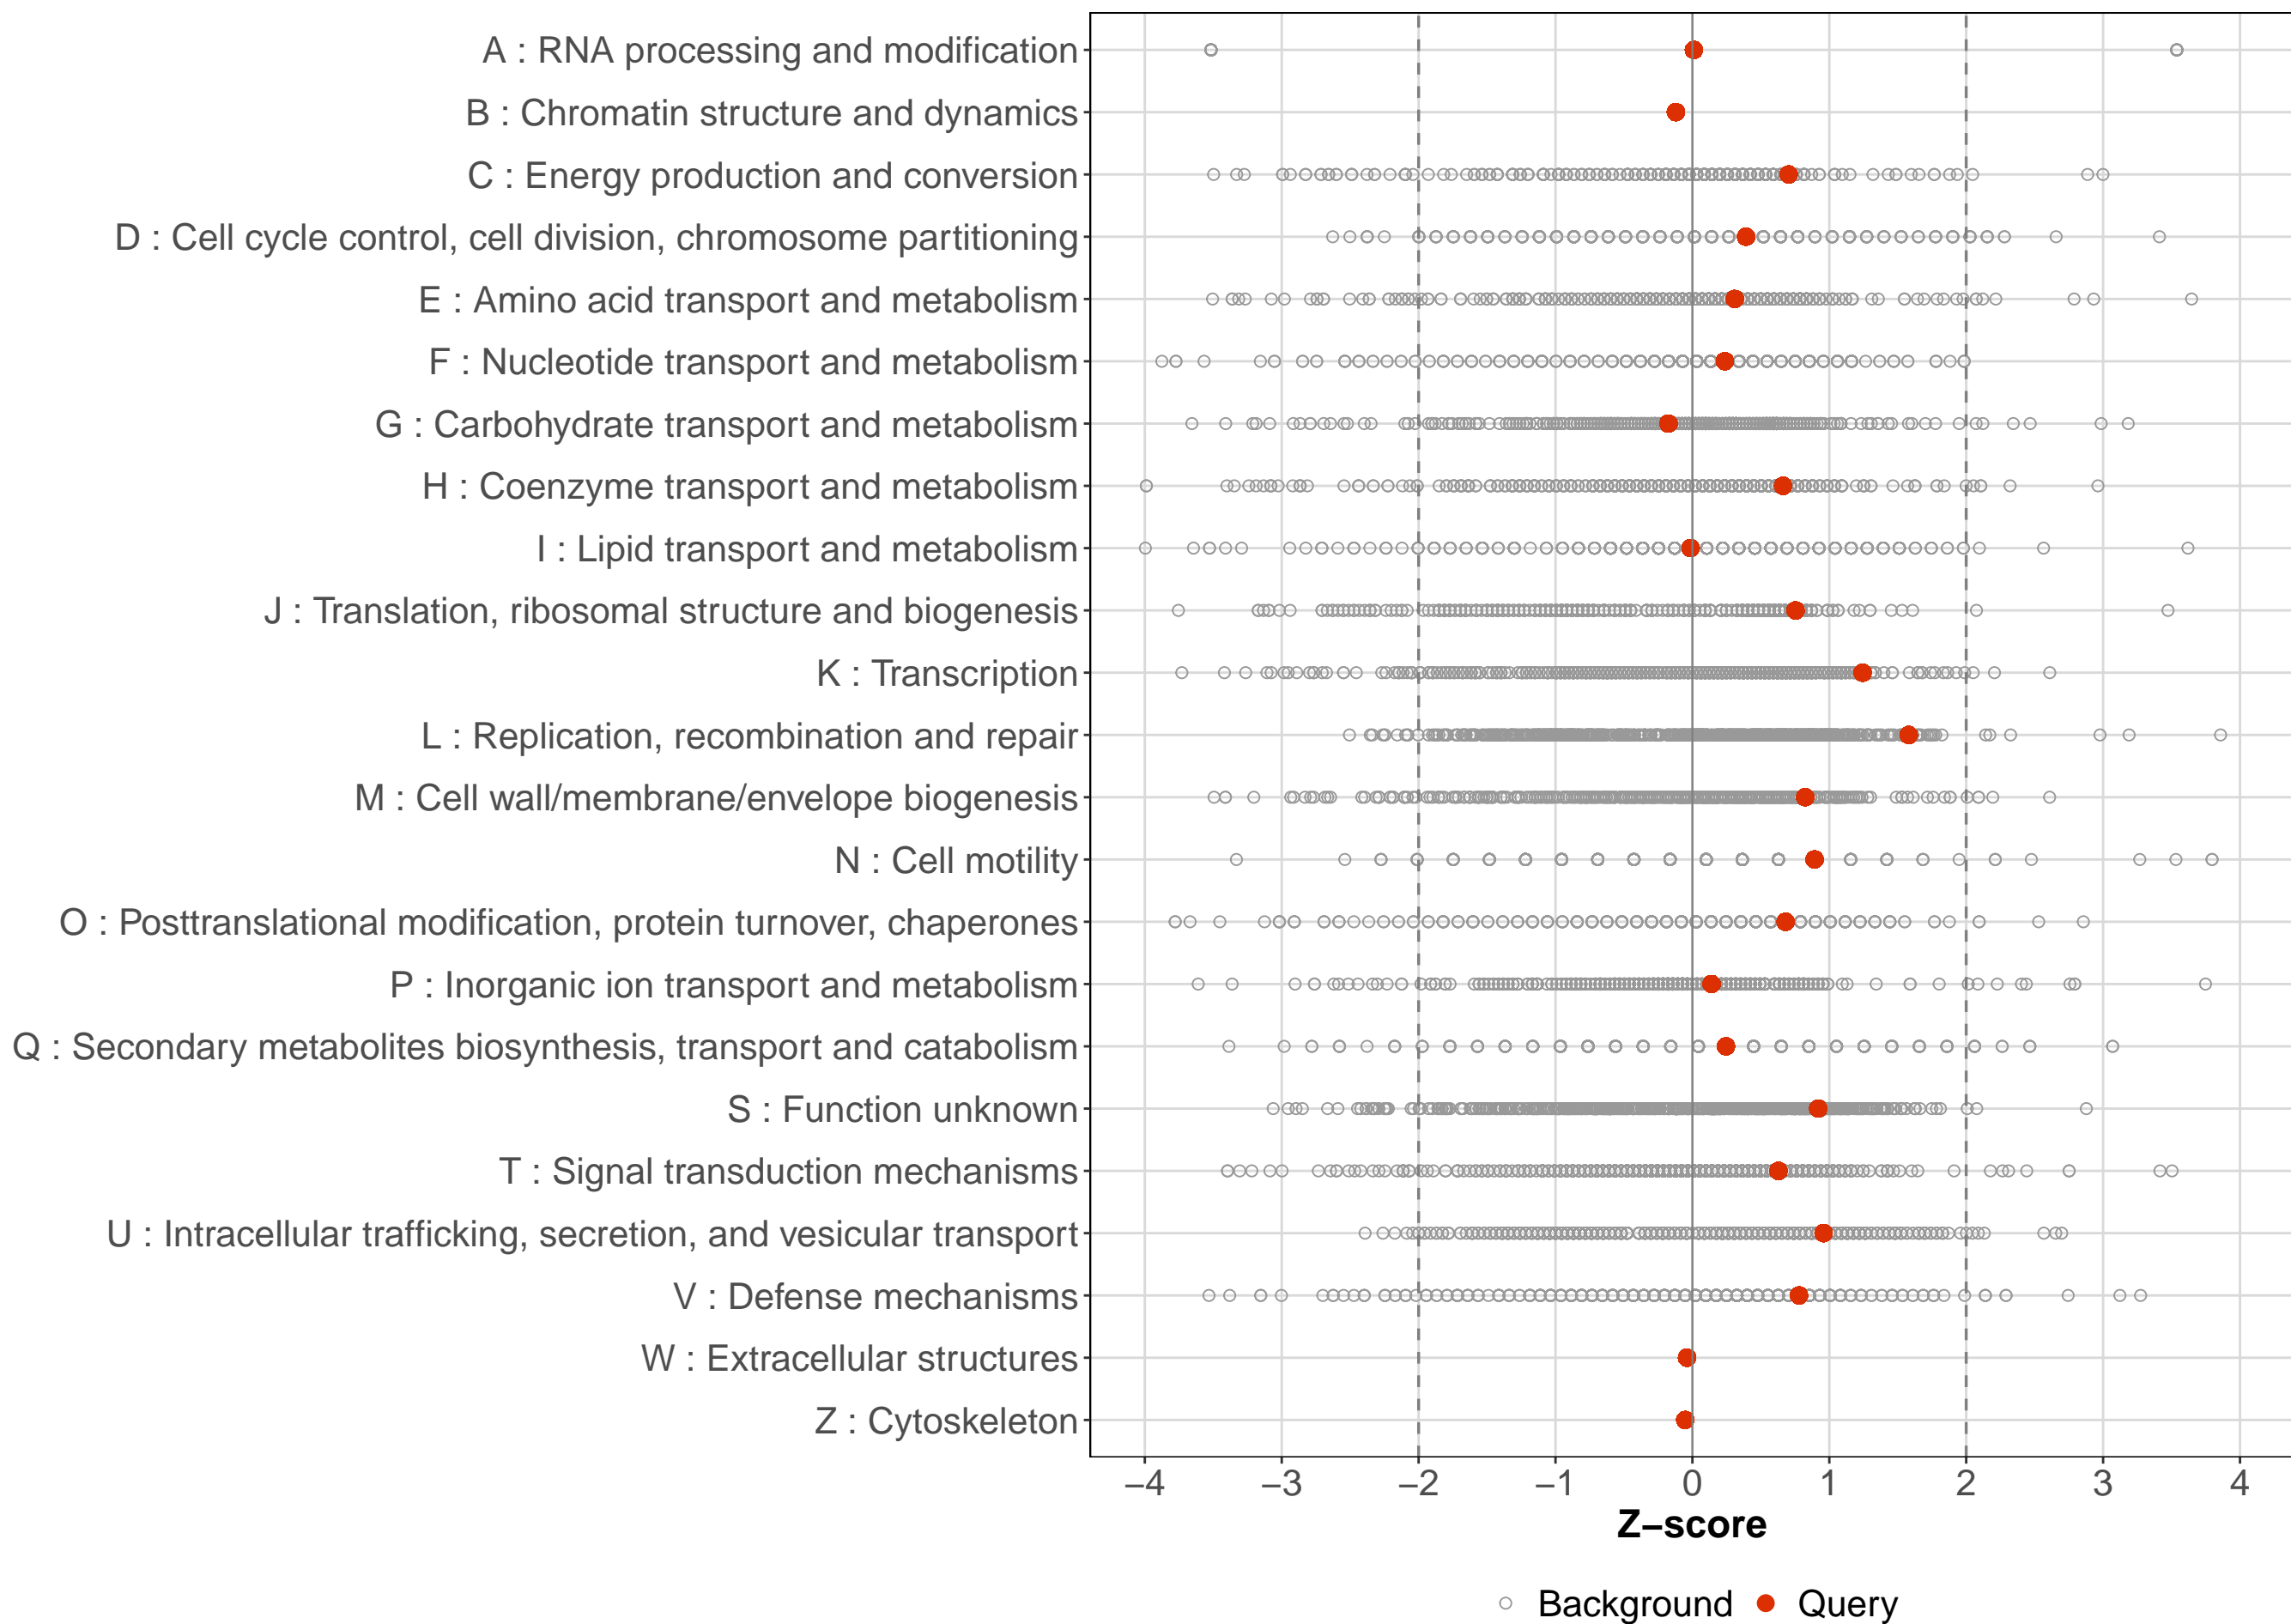 A : RNA processing and modification
B : Chromatin structure and dynamics
C : Energy production and conversion
D : Cell cycle control, cell division, chromosome partitioning
E : Amino acid transport and metabolism
F : Nucleotide transport and metabolism
G : Carbohydrate transport and metabolism
H : Coenzyme transport and metabolism
I : Lipid transport and metabolism
J : Translation, ribosomal structure and biogenesis
K : Transcription
L : Replication, recombination and repair
M : Cell wall/membrane/envelope biogenesis
N : Cell motility
O : Posttranslational modification, protein turnover, chaperones
P : Inorganic ion transport and metabolism
Q : Secondary metabolites biosynthesis, transport and catabolism
S : Function unknown
T : Signal transduction mechanisms
U : Intracellular trafficking, secretion, and vesicular transport
V : Defense mechanisms
W : Extracellular structures
Z : Cytoskeleton
−4 −3 −2 −1 0 1 2 3 4
Z−score
Background Query